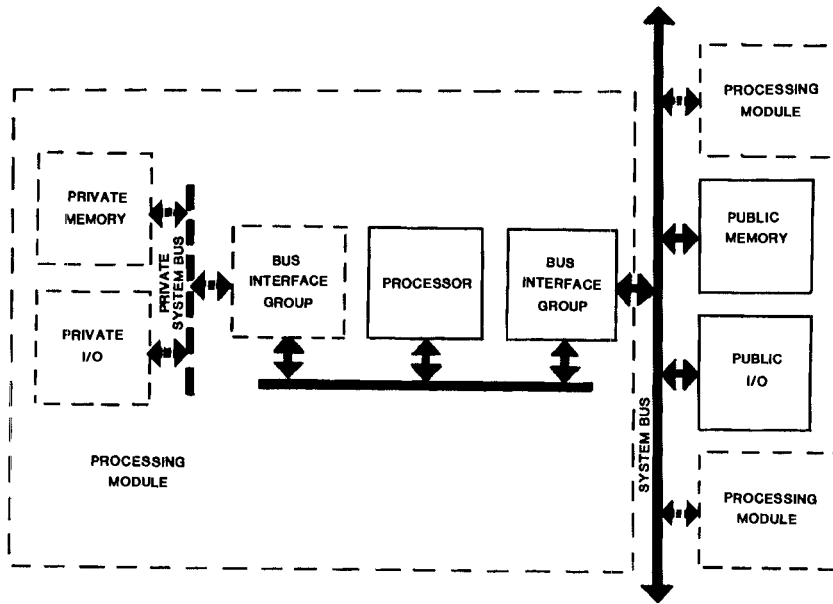 PROCESSING
MODULE
PRIVATE
MEMORY
PRIVATE
SYSTEM BUS
BUS
INTERFACE
GROUP
PROCESSOR
BUS
INTERFACE
GROUP
PUBLIC
MEMORY
PRIVATE
I/O
PUBLIC
I/O
PROCESSING
MODULE
SYSTEM BUS
PROCESSING
MODULE